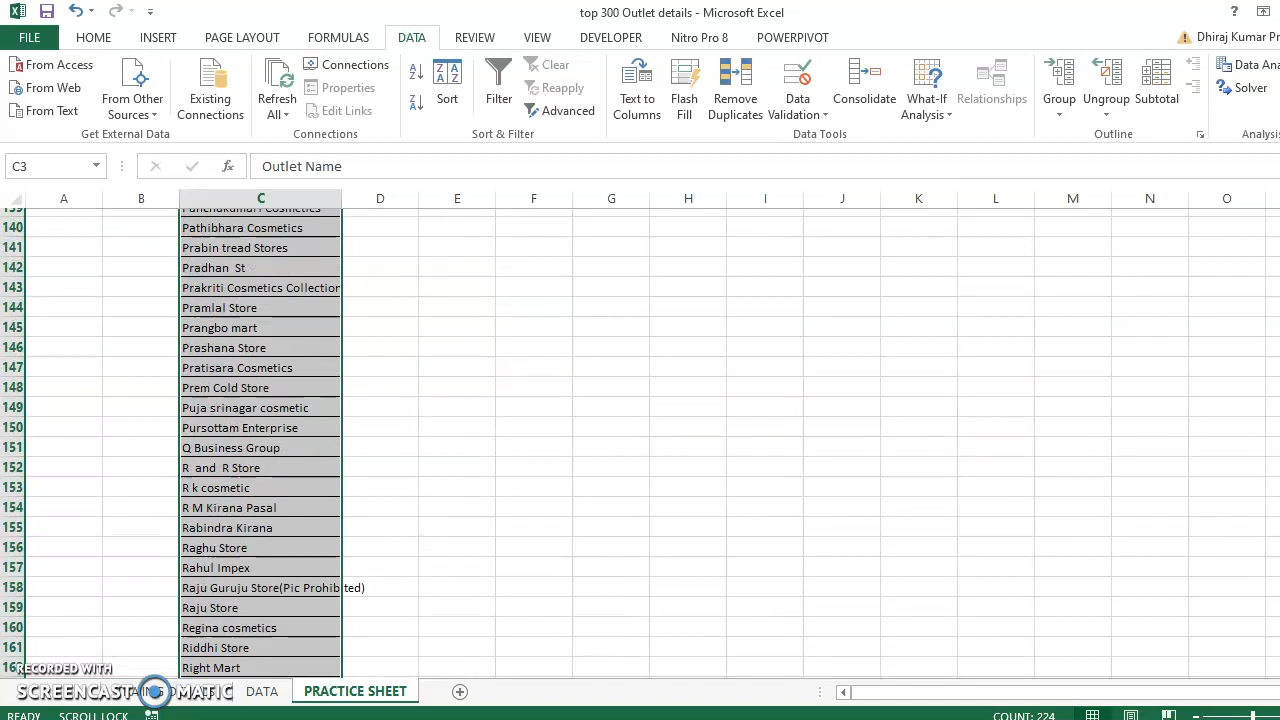 top 300 Outlet details - Microsoft Excel ?
FILE HOME INSERT PAGE LAYOUT FORMULAS DATA REVIEW VIEW DEVELOPER Nitro Pro 8 POWERPIVOT Dhiraj Kumar Pr
From Access
From Web
From Text
From Other Sources
Existing Connections
Get External Data
Refresh All
Connections
Properties
Edit Links
Connections
Sort
Filter
Clear
Reapply
Advanced
Sort & Filter
Text to Columns
Flash Fill
Remove Duplicates
Data Validation
Consolidate
What-If Analysis
Relationships
Data Tools
Group
Ungroup
Subtotal
Outline
Data Ana
Solver
Analysis
C3 fx Outlet Name
A B C D E F G H I J K L M N O
139 Panchakumari Cosmetics
140 Pathibhara Cosmetics
141 Prabin tread Stores
142 Pradhan  St
143 Prakriti Cosmetics Collection
144 Pramlal Store
145 Prangbo mart
146 Prashana Store
147 Pratisara Cosmetics
148 Prem Cold Store
149 Puja srinagar cosmetic
150 Pursottam Enterprise
151 Q Business Group
152 R  and  R Store
153 R k cosmetic
154 R M Kirana Pasal
155 Rabindra Kirana
156 Raghu Store
157 Rahul Impex
158 Raju Guruju Store(Pic Prohibited)
159 Raju Store
160 Regina cosmetics
161 Riddhi Store
Right Mart
RECORDED WITH
SCREENCAST MATIC
DATA PRACTICE SHEET
READY SCROLL LOCK COUNT: 224